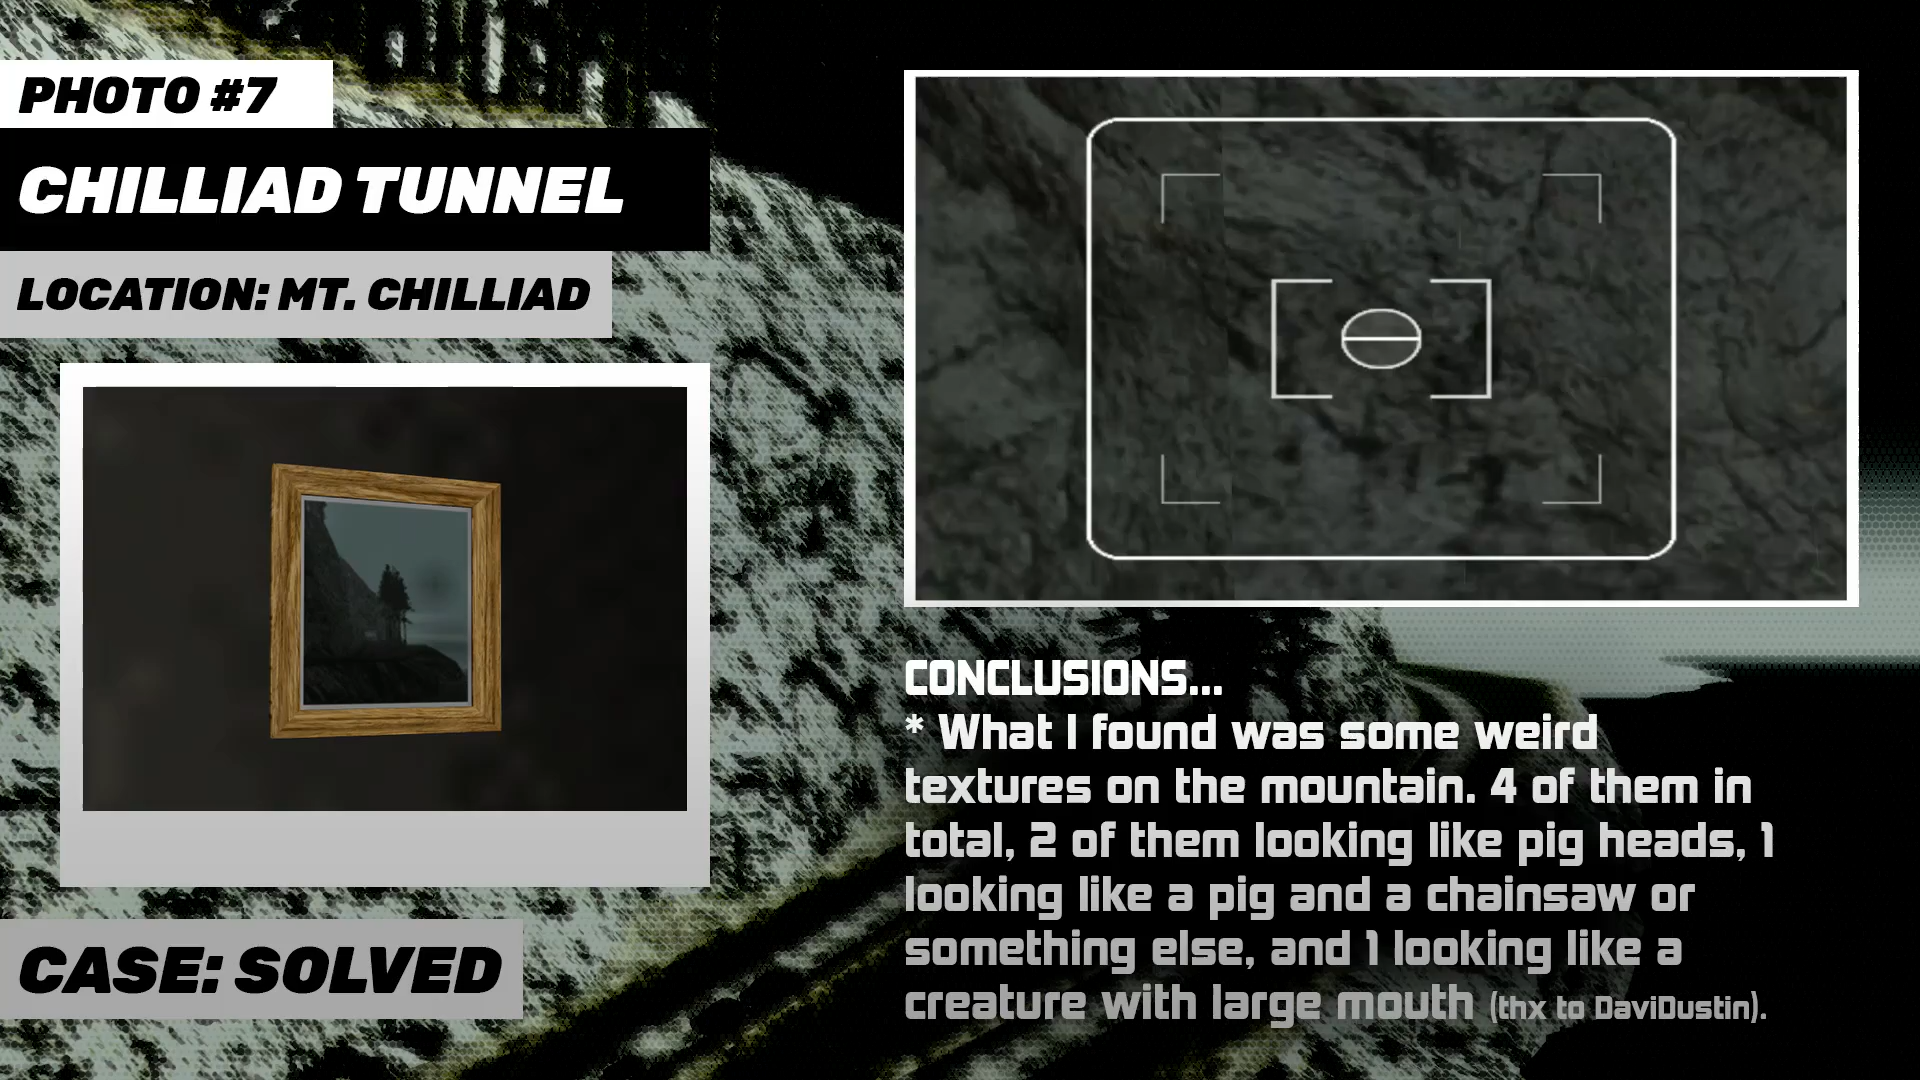 PHOTO #7
CHILLIAD TUNNEL
LOCATION: MT. CHILLIAD
CASE: SOLVED
CONCLUSIONS...
* What I found was some weird
textures on the mountain. 4 of them in
total, 2 of them looking like pig heads, 1
looking like a pig and a chainsaw or
something else, and 1 looking like a
creature with large mouth (thx to DaviDustin).